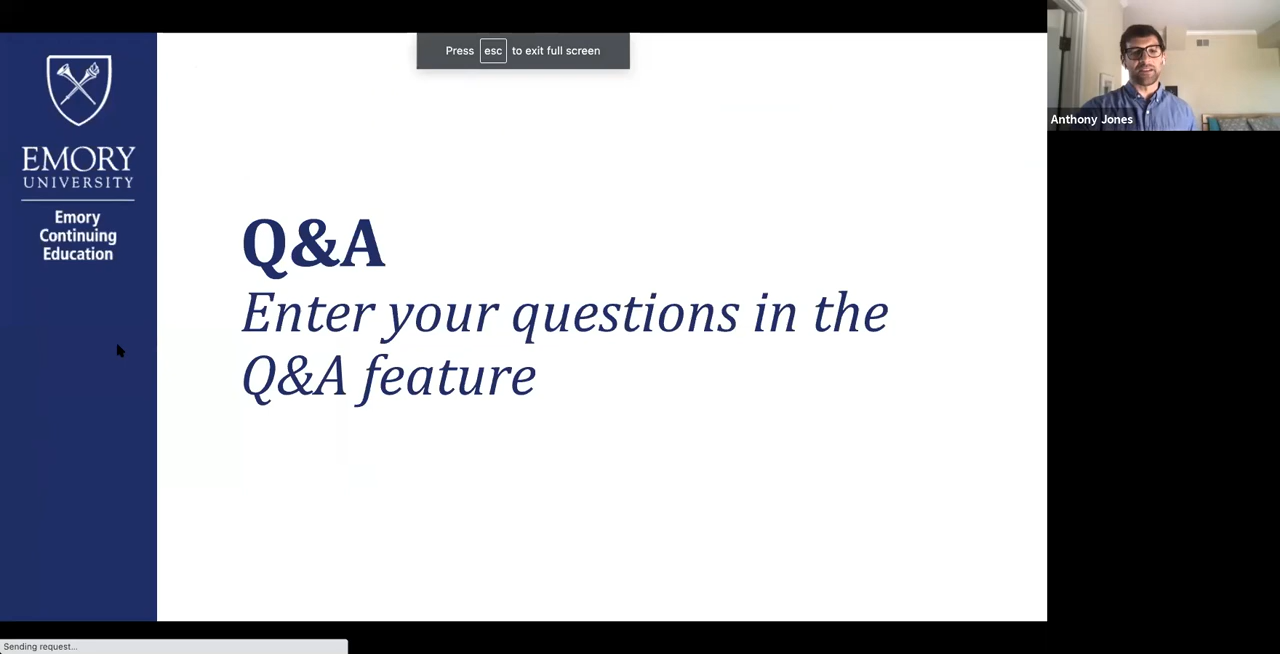 Press esc to exit full screen
EMORY
UNIVERSITY
Emory
Continuing
Education
Q&A
Enter your questions in the
Q&A feature
Anthony Jones
Sending request...